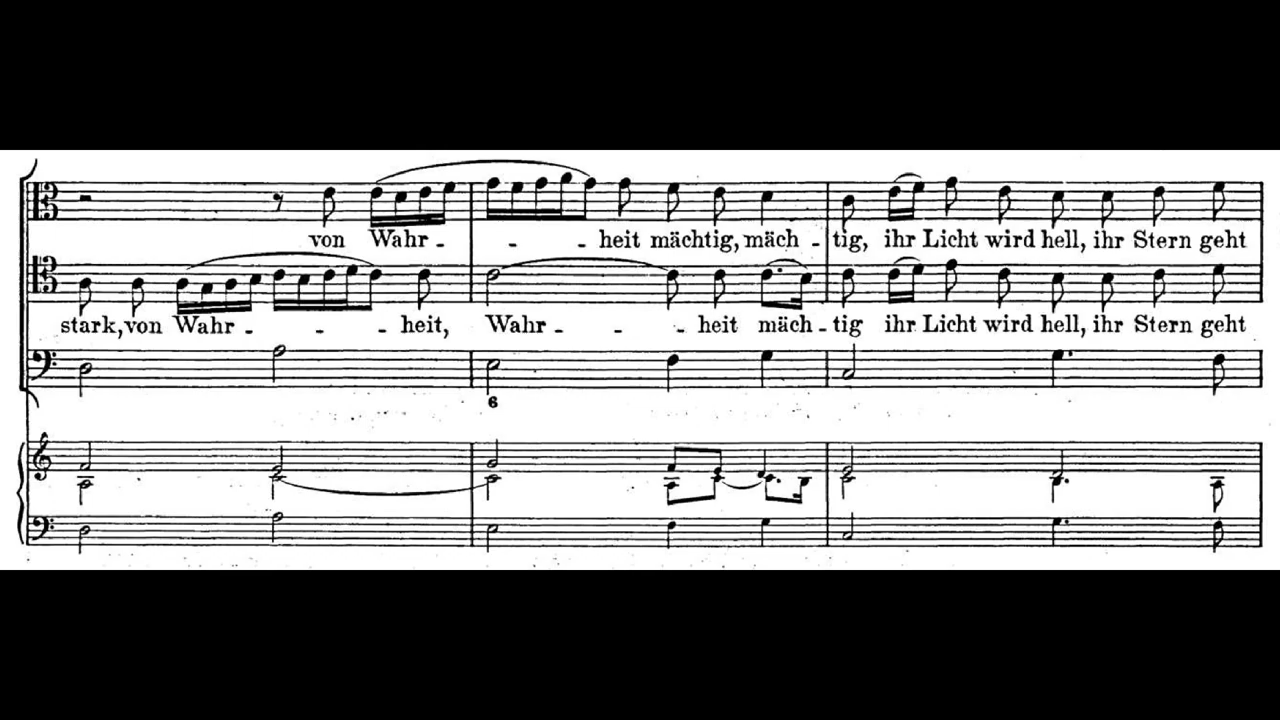 von Wahr - - - heit mächtig, mäch - tig, ihr Licht wird hell, ihr Stern geht
stark, von Wahr - - - heit, Wahr - - - heit mäch - tig ihr Licht wird hell, ihr Stern geht
6